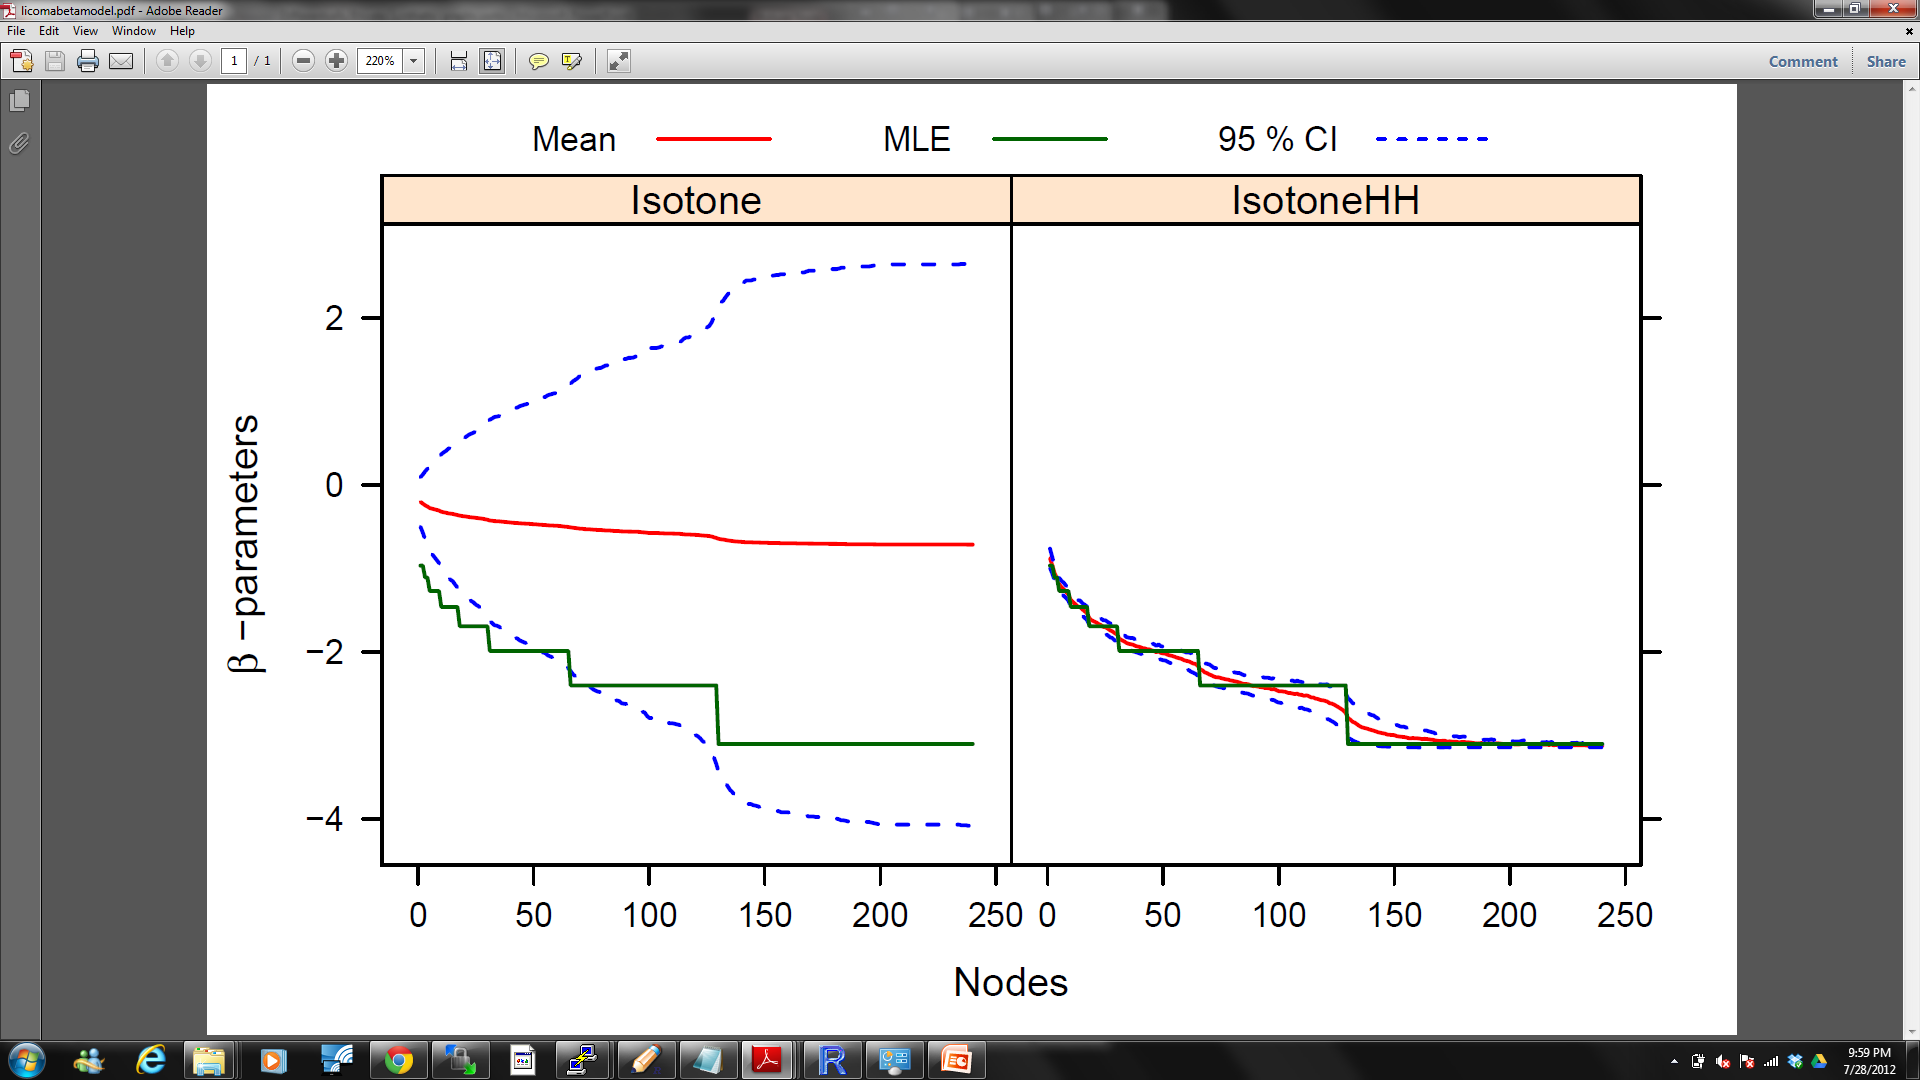 licomabetamodel.pdf - Adobe Reader
File Edit View Window Help
1 / 1 220% Comment Share
Mean MLE 95 % CI
Isotone IsotoneHH
β −parameters
2
0
−2
−4
0 50 100 150 200 250 0 50 100 150 200 250
Nodes
9:59 PM
7/28/2012